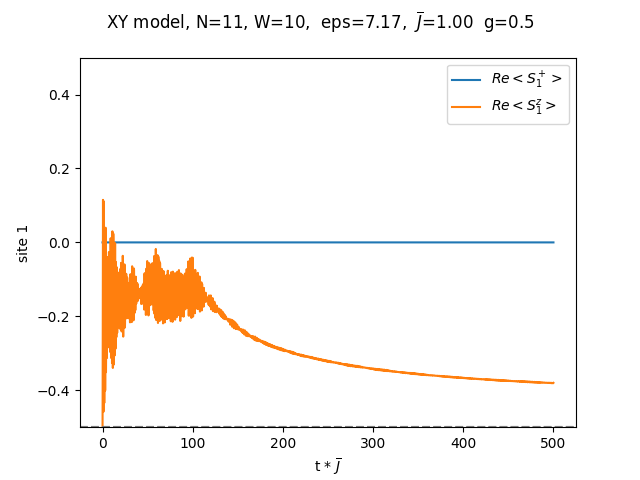 XY model, N=11, W=10,  eps=7.17,  J̄=1.00  g=0.5
Re < S₁⁺ >
Re < S₁ᶻ >
0.4
0.2
0.0
−0.2
−0.4
site 1
0 100 200 300 400 500
t * J̄